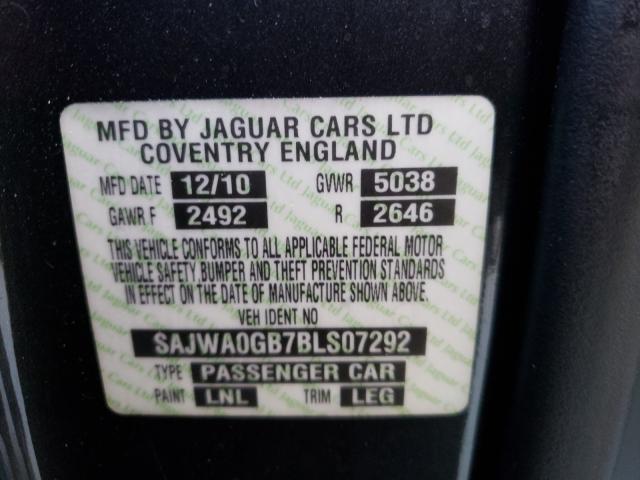 MFD BY JAGUAR CARS LTD
COVENTRY ENGLAND
MFD DATE 12/10 GVWR 5038
GAWR F 2492 R 2646
THIS VEHICLE CONFORMS TO ALL APPLICABLE FEDERAL MOTOR
VEHICLE SAFETY BUMPER AND THEFT PREVENTION STANDARDS
IN EFFECT ON THE DATE OF MANUFACTURE SHOWN ABOVE.
VEH IDENT NO
SAJWA0GB7BLS07292
TYPE PASSENGER CAR
PAINT LNL TRIM LEG